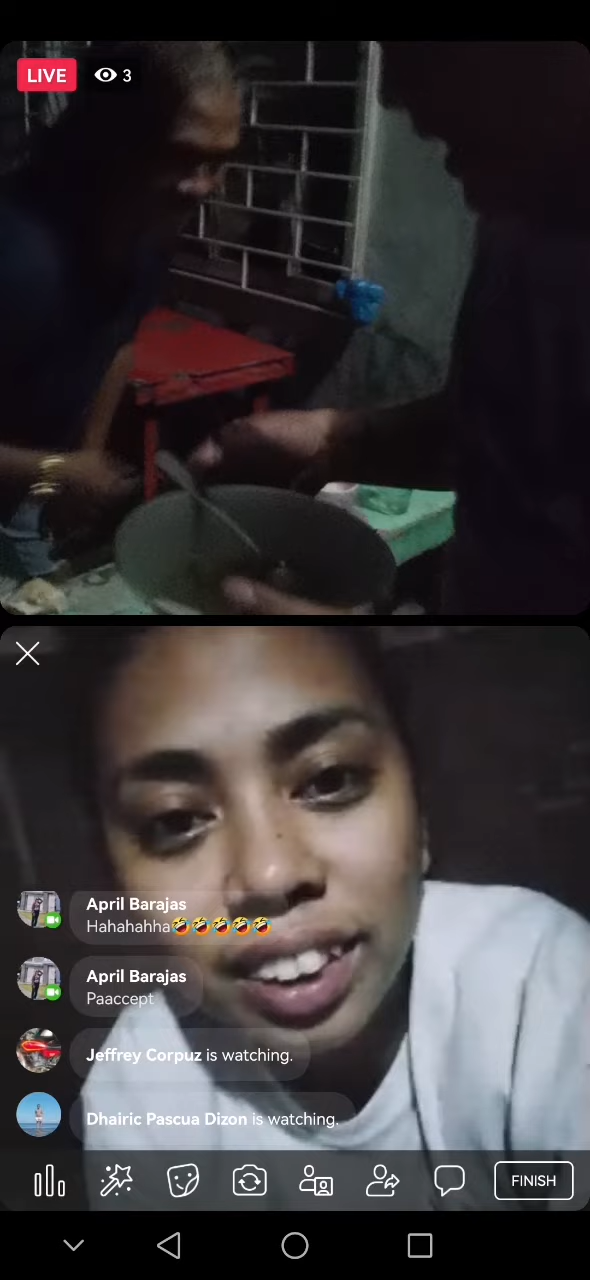 LIVE 3
April Barajas
Hahahahha🤣🤣🤣🤣🤣
April Barajas
Paaccept
Jeffrey Corpuz is watching.
Dhairic Pascua Dizon is watching.
FINISH